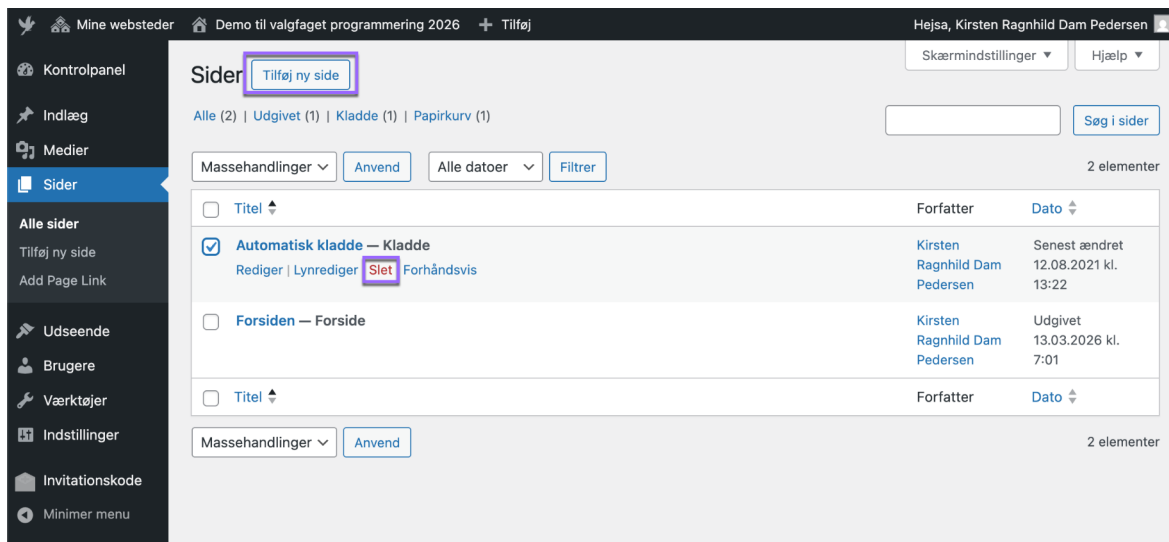 Mine websteder Demo til valgfaget programmering 2026 Tilføj Hejsa, Kirsten Ragnhild Dam Pedersen
Skærmindstillinger Hjælp
Kontrolpanel
Indlæg
Medier
Sider
Alle sider
Tilføj ny side
Add Page Link
Udseende
Brugere
Værktøjer
Indstillinger
Invitationskode
Minimer menu
Sider Tilføj ny side
Alle (2) | Udgivet (1) | Kladde (1) | Papirkurv (1)
Søg i sider
Massehandlinger Anvend Alle datoer Filtrer 2 elementer
Titel Forfatter Dato
Automatisk kladde — Kladde
Rediger | Lynrediger Slet Forhåndsvis
Kirsten
Ragnhild Dam
Pedersen
Senest ændret
12.08.2021 kl.
13:22
Forsiden — Forside
Kirsten
Ragnhild Dam
Pedersen
Udgivet
13.03.2026 kl.
7:01
Titel Forfatter Dato
Massehandlinger Anvend 2 elementer